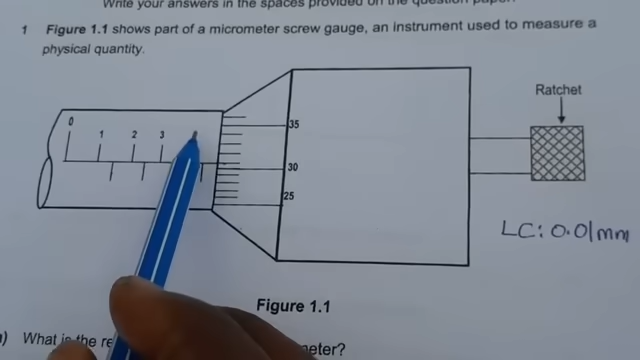 Write your answers in the spaces provided on the question paper.
1 Figure 1.1 shows part of a micrometer screw gauge, an instrument used to measure a
physical quantity.
Ratchet
0
1 2 3
35
30
25
LC: 0.01mm
Figure 1.1
What is the